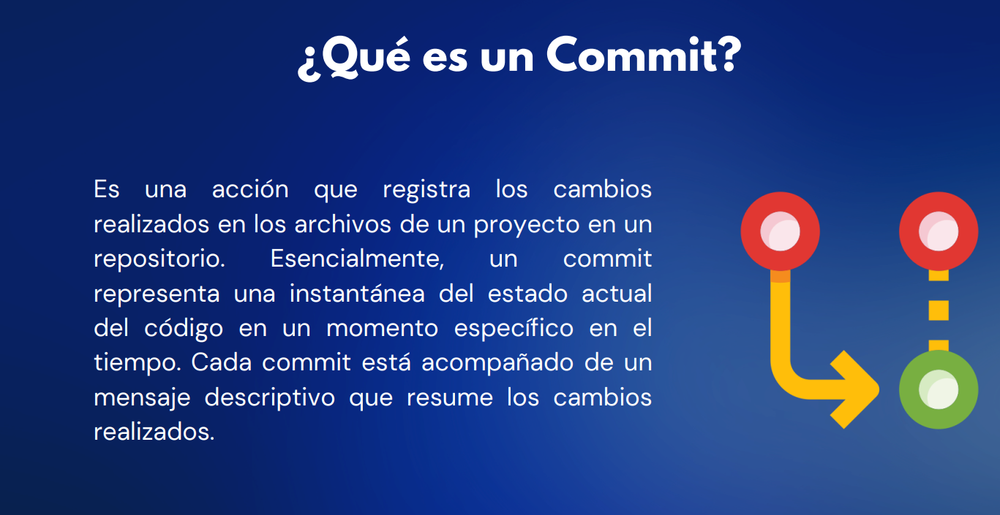 ¿Qué es un Commit?
Es una acción que registra los cambios
realizados en los archivos de un proyecto en un
repositorio. Esencialmente, un commit
representa una instantánea del estado actual
del código en un momento específico en el
tiempo. Cada commit está acompañado de un
mensaje descriptivo que resume los cambios
realizados.